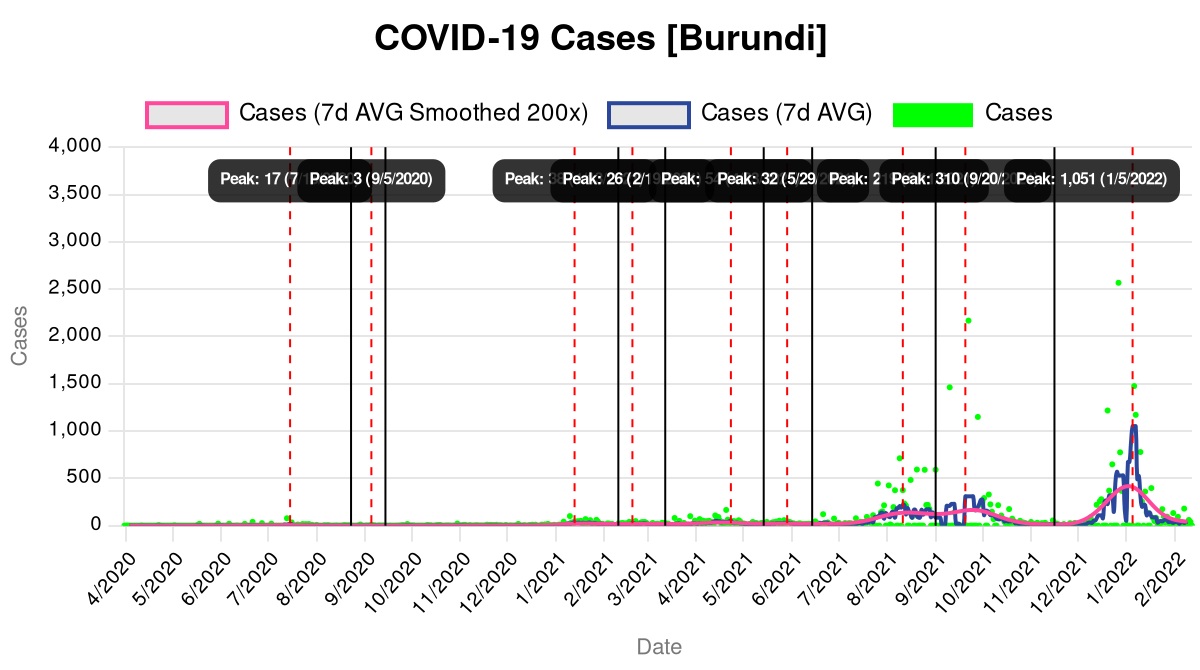 COVID-19 Cases [Burundi]
Cases (7d AVG Smoothed 200x)
Cases (7d AVG)
Cases
4,000
3,500
3,000
2,500
2,000
1,500
1,000
500
0
Cases
Peak: 17
Peak: 3 (9/5/2020)
Peak:
Peak: 26
Peak:
Peak: 32 (5/29/
Peak:
Peak: 310 (9/20/
Peak: 1,051 (1/5/2022)
4/2020
5/2020
6/2020
7/2020
8/2020
9/2020
10/2020
11/2020
12/2020
1/2021
2/2021
3/2021
4/2021
5/2021
6/2021
7/2021
8/2021
9/2021
10/2021
11/2021
12/2021
1/2022
2/2022
Date